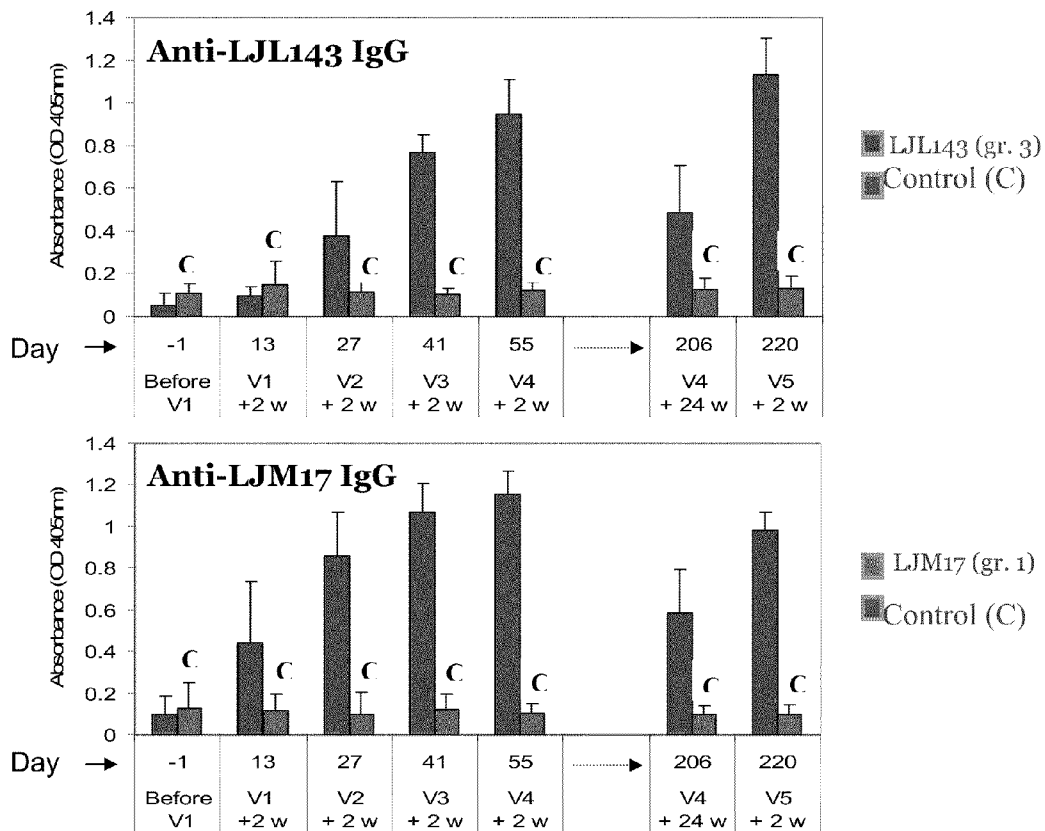 Anti-LJL143 IgG
Absorbance (OD 405nm)
1.4
1.2
1
0.8
0.6
0.4
0.2
0
C
C
C
C
C
C
C
LJL143 (gr. 3)
Control (C)
Day → -1 13 27 41 55 → 206 220
Before V1 V2 V3 V4 V4 V5
V1 +2 w + 2 w + 2 w + 2 w + 24 w + 2 w
Anti-LJM17 IgG
Absorbance (OD 405nm)
1.4
1.2
1
0.8
0.6
0.4
0.2
0
C
C
C
C
C
C
C
LJM17 (gr. 1)
Control (C)
Day → -1 13 27 41 55 → 206 220
Before V1 V2 V3 V4 V4 V5
V1 +2 w + 2 w + 2 w + 2 w + 24 w + 2 w